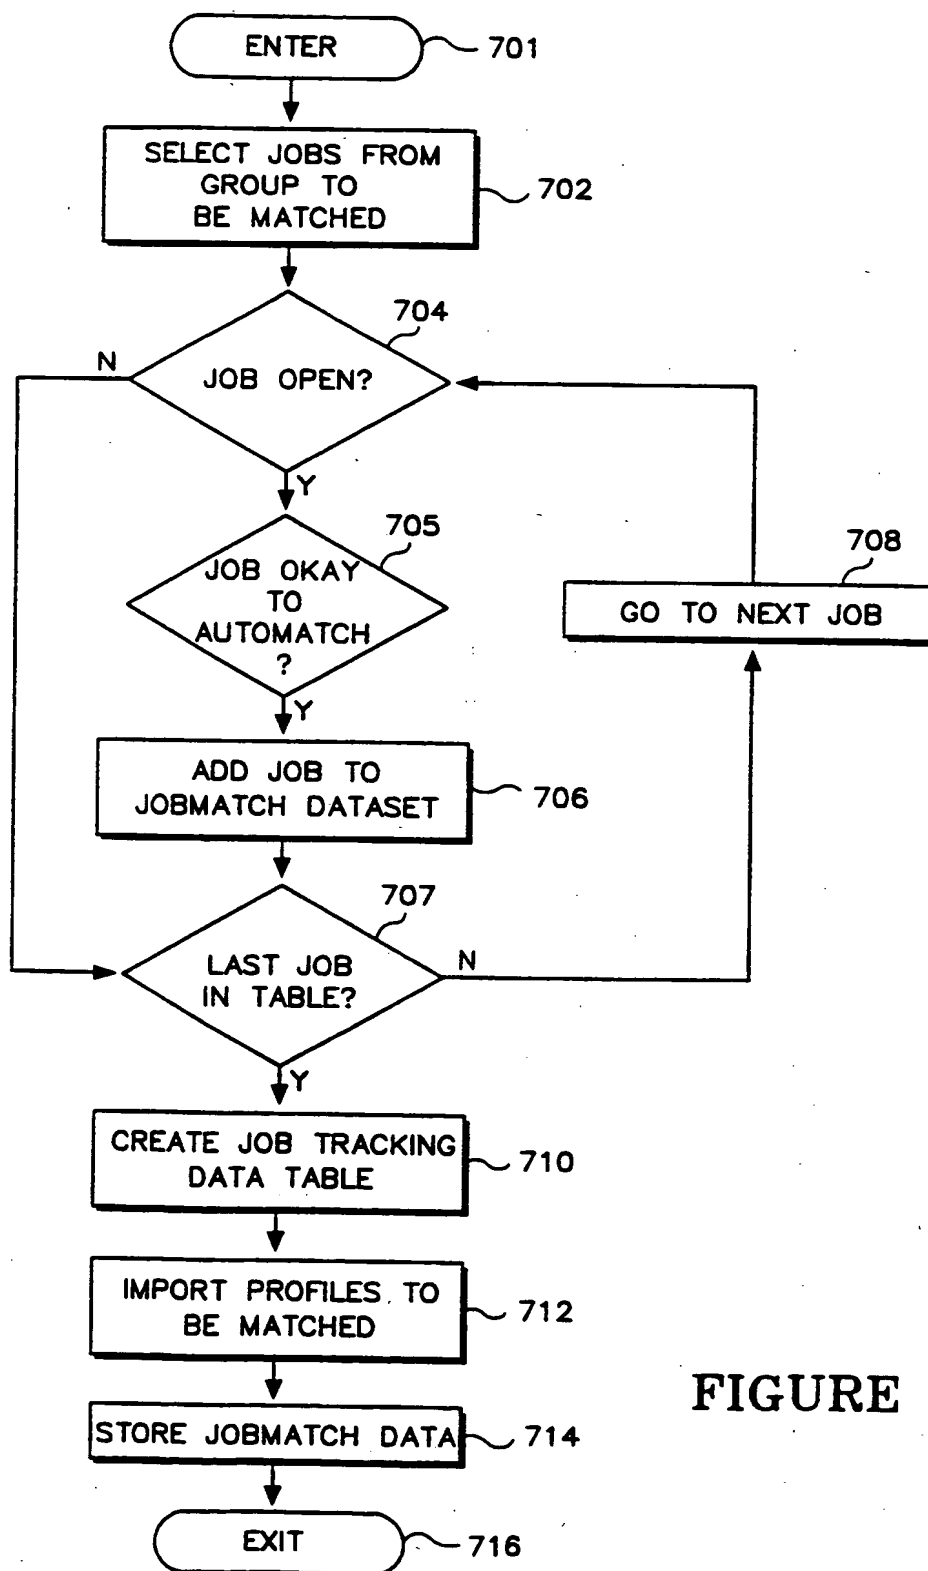 ENTER
701
SELECT JOBS FROM
GROUP TO
BE MATCHED
702
704
N
JOB OPEN?
Y
705
JOB OKAY
TO
AUTOMATCH
?
708
GO TO NEXT JOB
Y
ADD JOB TO
JOBMATCH DATASET
706
707
LAST JOB
IN TABLE?
N
Y
CREATE JOB TRACKING
DATA TABLE
710
IMPORT PROFILES TO
BE MATCHED
712
FIGURE
STORE JOBMATCH DATA
714
EXIT
716